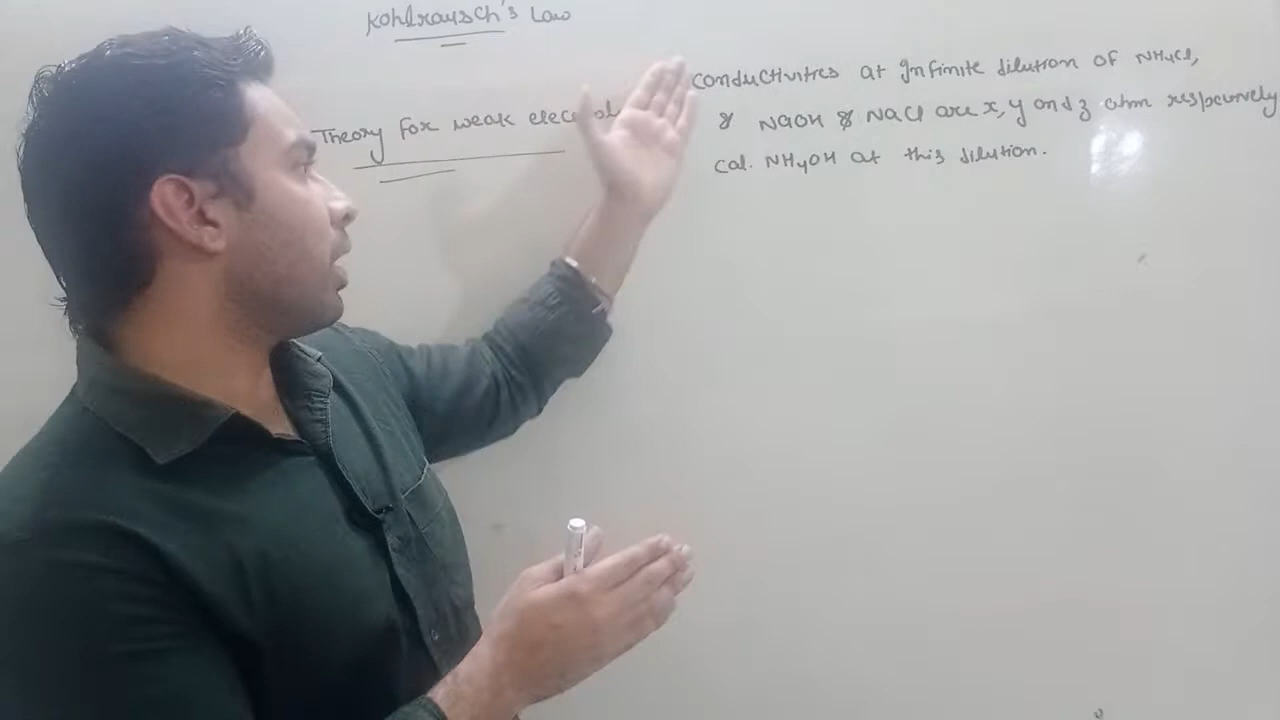 Kohlrausch's Law
Theory for weak elec
conductivities at Infinite dilution of NH4Cl,
& NaOH & NaCl are x, y and z ohm respectively
Cal. NH4OH at this dilution.